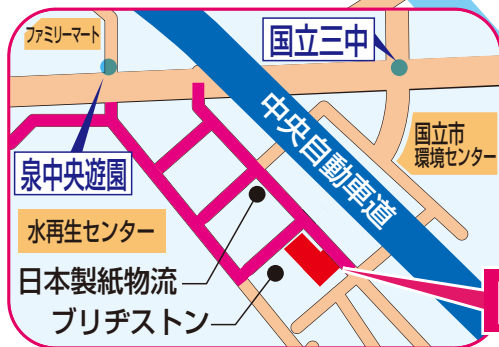 ファミリーマート
国立三中
中央自動車道
国立市
環境センター
泉中央遊園
水再生センター
日本製紙物流
ブリヂストン